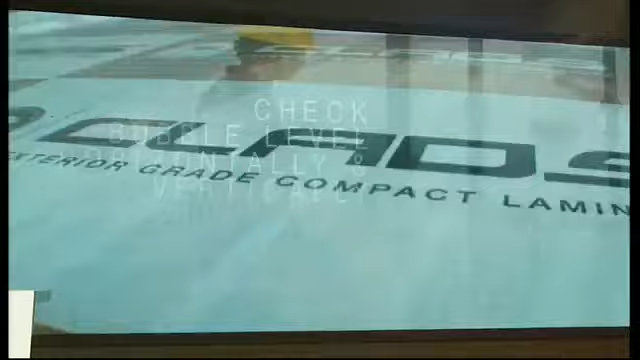 CHECK
BUBBLE LEVEL
HORIZONTALLY &
VERTICALLY
CLADS
EXTERIOR GRADE COMPACT LAMIN